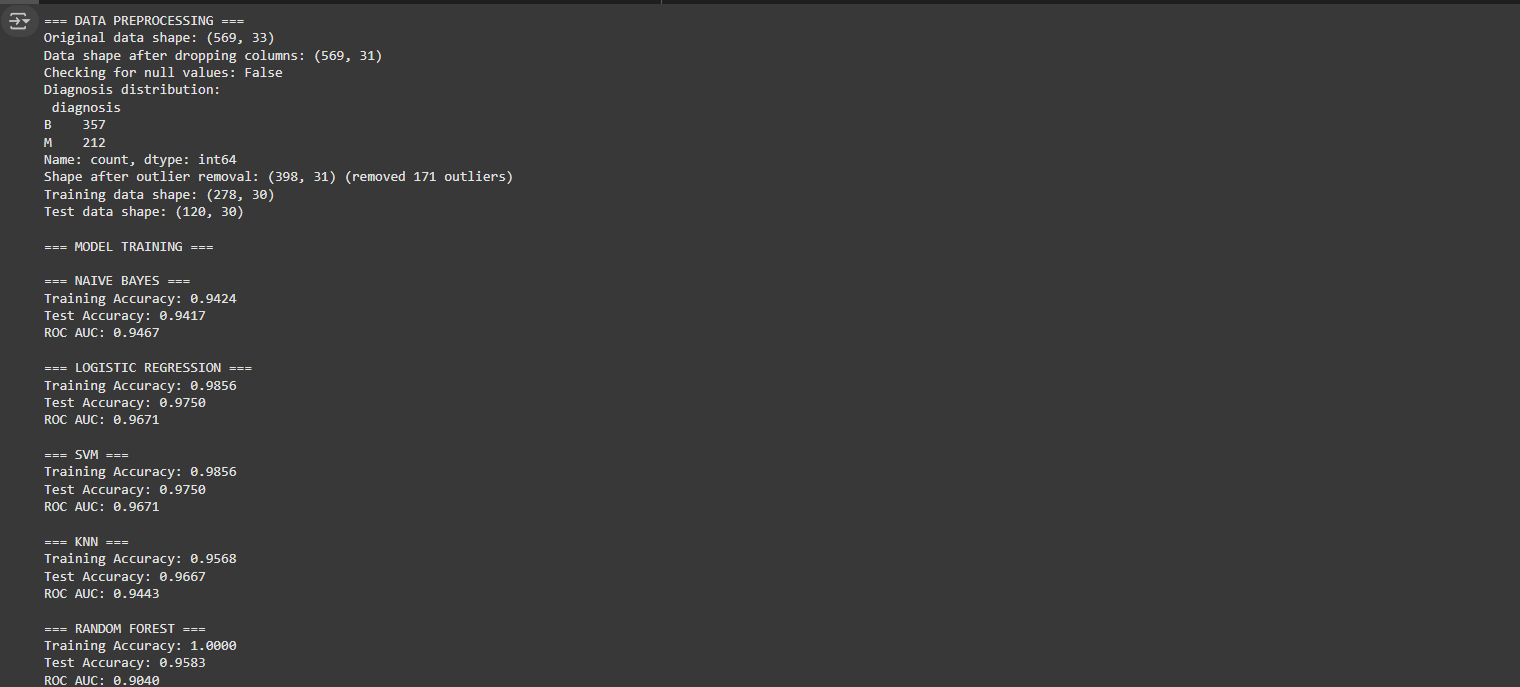 === DATA PREPROCESSING ===
Original data shape: (569, 33)
Data shape after dropping columns: (569, 31)
Checking for null values: False
Diagnosis distribution:
diagnosis
B    357
M    212
Name: count, dtype: int64
Shape after outlier removal: (398, 31) (removed 171 outliers)
Training data shape: (278, 30)
Test data shape: (120, 30)
=== MODEL TRAINING ===
=== NAIVE BAYES ===
Training Accuracy: 0.9424
Test Accuracy: 0.9417
ROC AUC: 0.9467
=== LOGISTIC REGRESSION ===
Training Accuracy: 0.9856
Test Accuracy: 0.9750
ROC AUC: 0.9671
=== SVM ===
Training Accuracy: 0.9856
Test Accuracy: 0.9750
ROC AUC: 0.9671
=== KNN ===
Training Accuracy: 0.9568
Test Accuracy: 0.9667
ROC AUC: 0.9443
=== RANDOM FOREST ===
Training Accuracy: 1.0000
Test Accuracy: 0.9583
ROC AUC: 0.9040